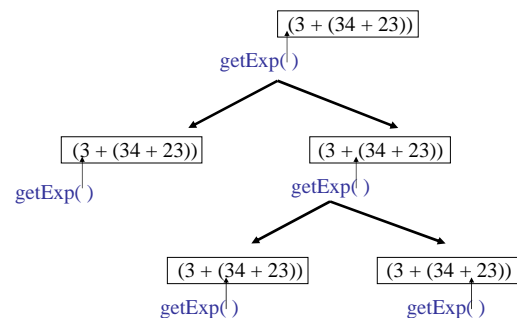 (3 + (34 + 23))
getExp( )
(3 + (34 + 23))
(3 + (34 + 23))
getExp( )
getExp( )
(3 + (34 + 23))
(3 + (34 + 23))
getExp( )
getExp( )